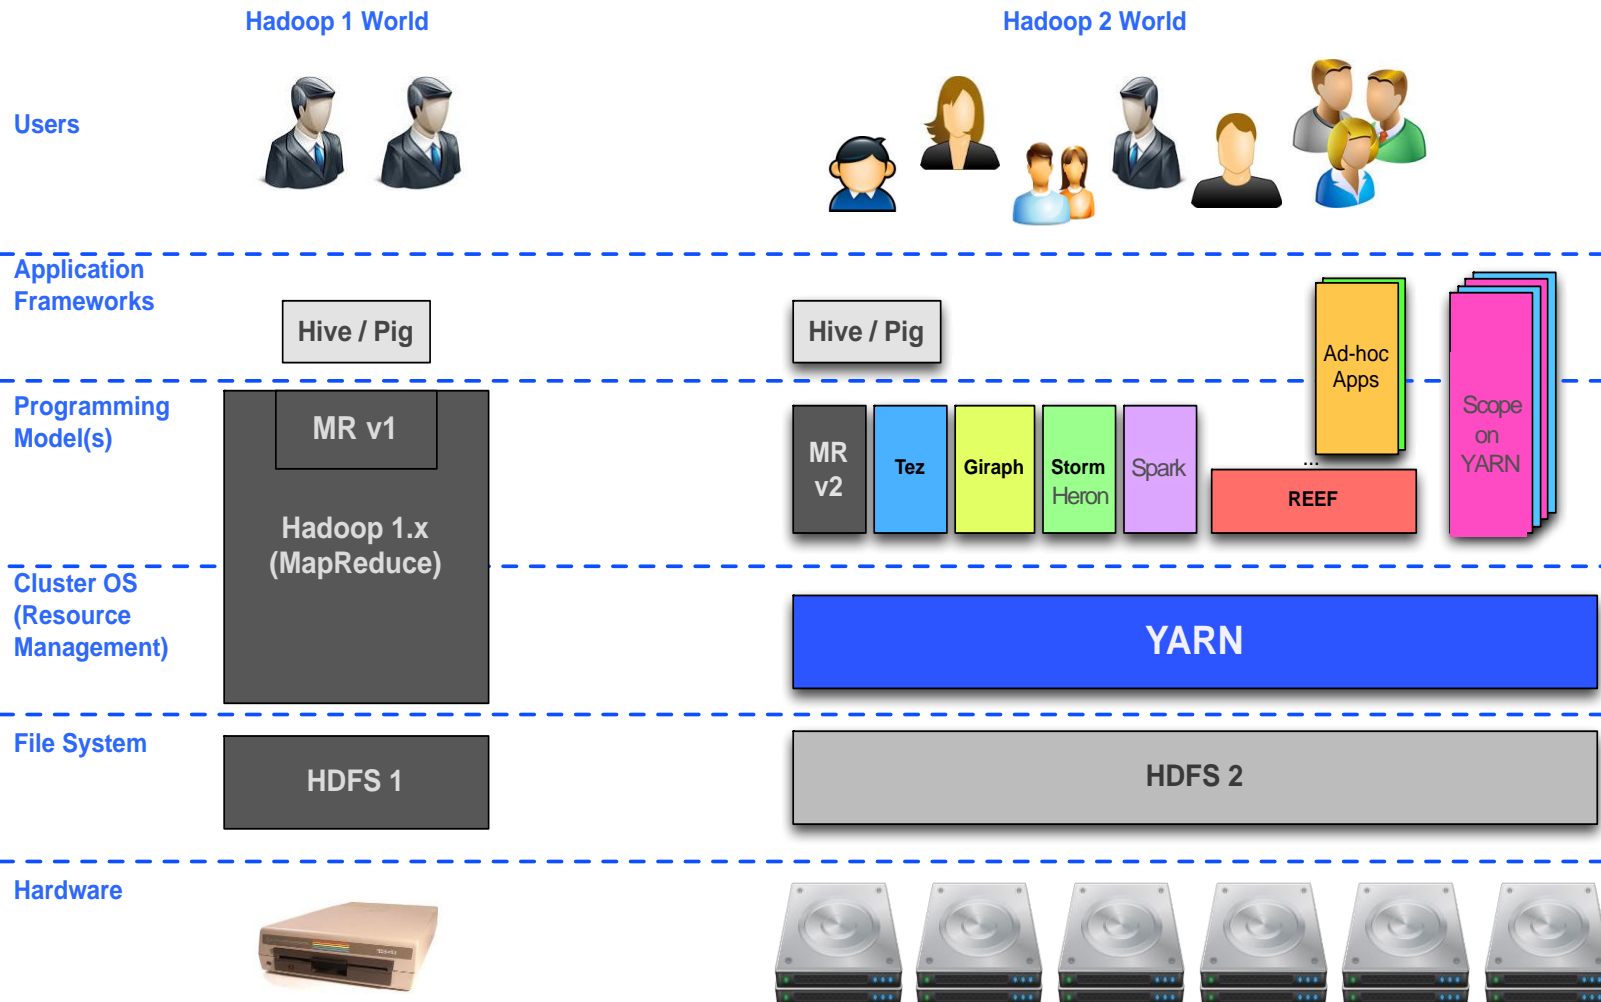 Hadoop 1 World
Hadoop 2 World
Users
Application
Frameworks
Hive / Pig
Hive / Pig
Ad-hoc
Apps
Programming
Model(s)
MR v1
Hadoop 1.x
(MapReduce)
MR
v2
Tez
Giraph
Storm
Heron
Spark
...
REEF
Scope
on
YARN
Cluster OS
(Resource
Management)
YARN
File System
HDFS 1
HDFS 2
Hardware